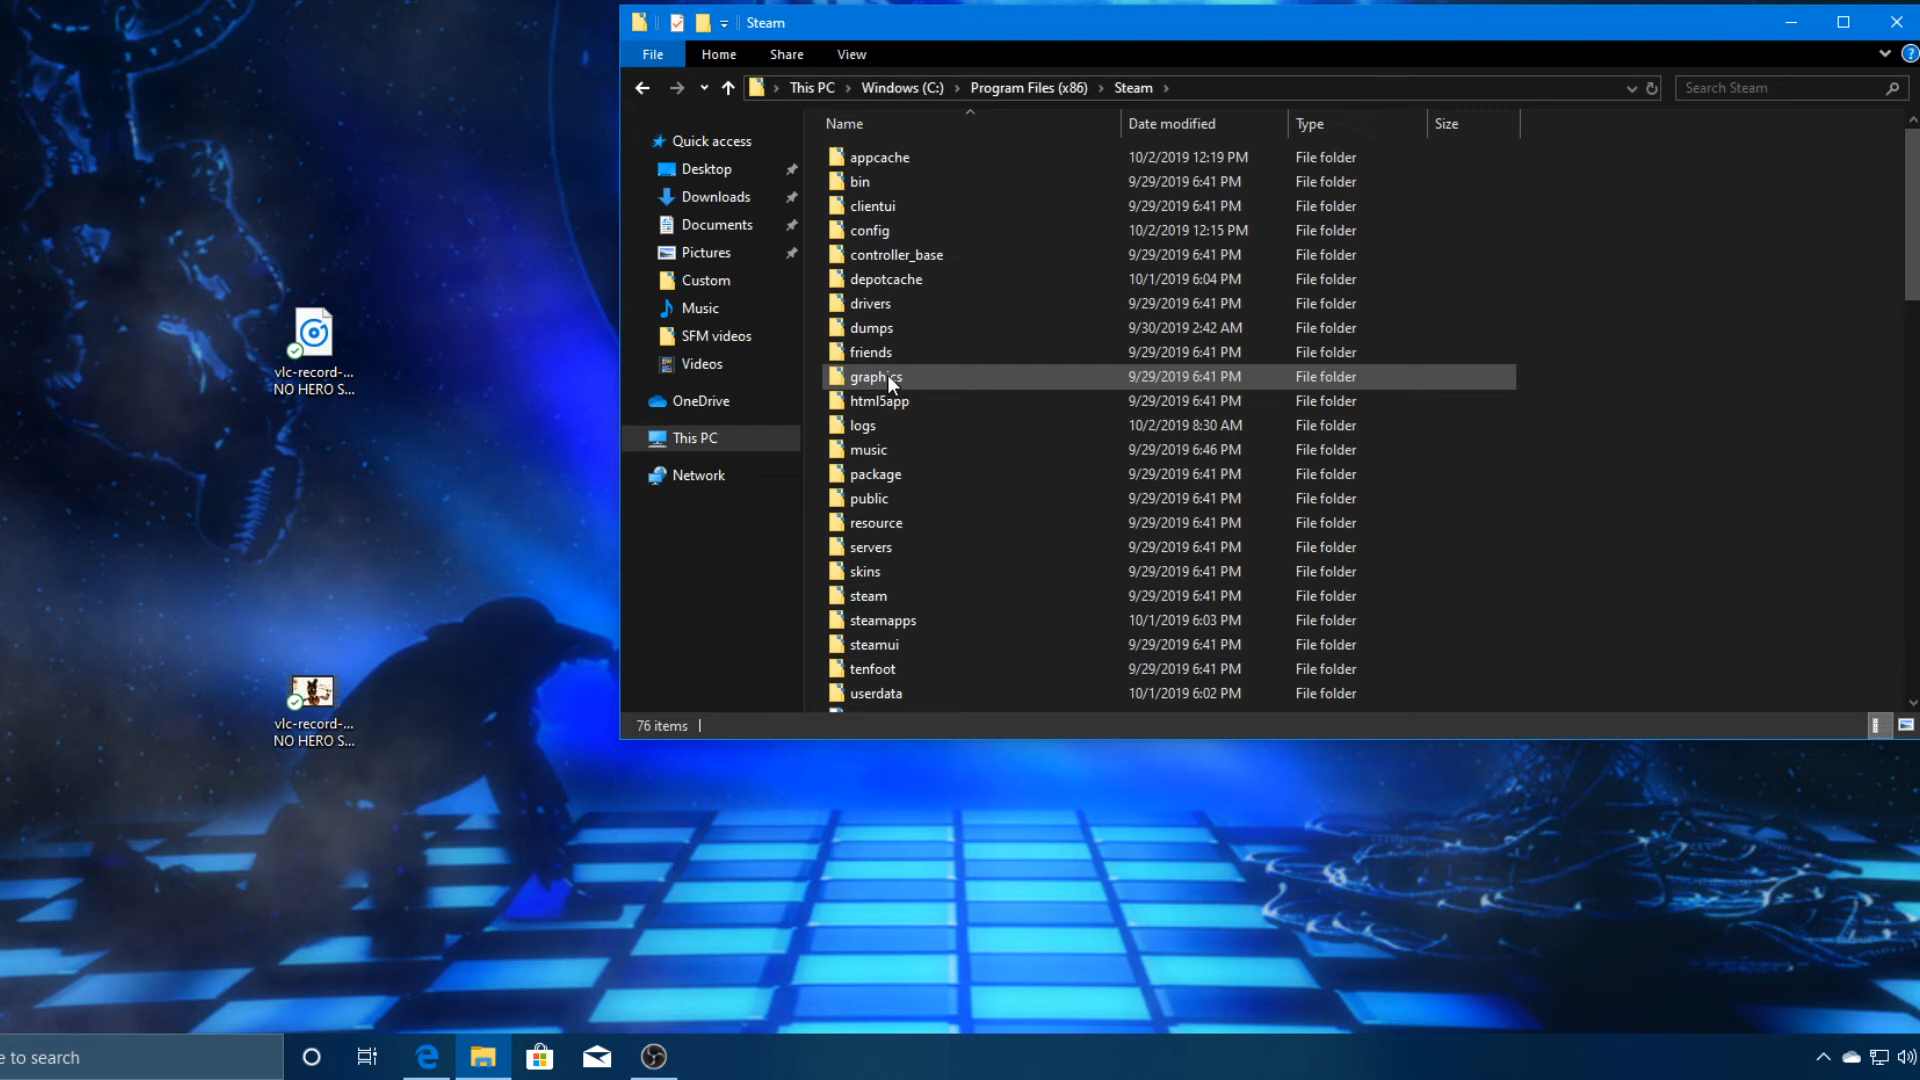 Steam
File Home Share View
This PC Windows (C:) Program Files (x86) Steam
Search Steam
Name Date modified Type Size
Quick access
Desktop
Downloads
Documents
Pictures
Custom
Music
SFM videos
Videos
OneDrive
This PC
Network
appcache 10/2/2019 12:19 PM File folder
bin 9/29/2019 6:41 PM File folder
clientui 9/29/2019 6:41 PM File folder
config 10/2/2019 12:15 PM File folder
controller_base 9/29/2019 6:41 PM File folder
depotcache 10/1/2019 6:04 PM File folder
drivers 9/29/2019 6:41 PM File folder
dumps 9/30/2019 2:42 AM File folder
friends 9/29/2019 6:41 PM File folder
graphics 9/29/2019 6:41 PM File folder
html5app 9/29/2019 6:41 PM File folder
logs 10/2/2019 8:30 AM File folder
music 9/29/2019 6:46 PM File folder
package 9/29/2019 6:41 PM File folder
public 9/29/2019 6:41 PM File folder
resource 9/29/2019 6:41 PM File folder
servers 9/29/2019 6:41 PM File folder
skins 9/29/2019 6:41 PM File folder
steam 9/29/2019 6:41 PM File folder
steamapps 10/1/2019 6:03 PM File folder
steamui 9/29/2019 6:41 PM File folder
tenfoot 9/29/2019 6:41 PM File folder
userdata 10/1/2019 6:02 PM File folder
76 items
vlc-record-...
NO HERO S...
vlc-record-...
NO HERO S...
e to search